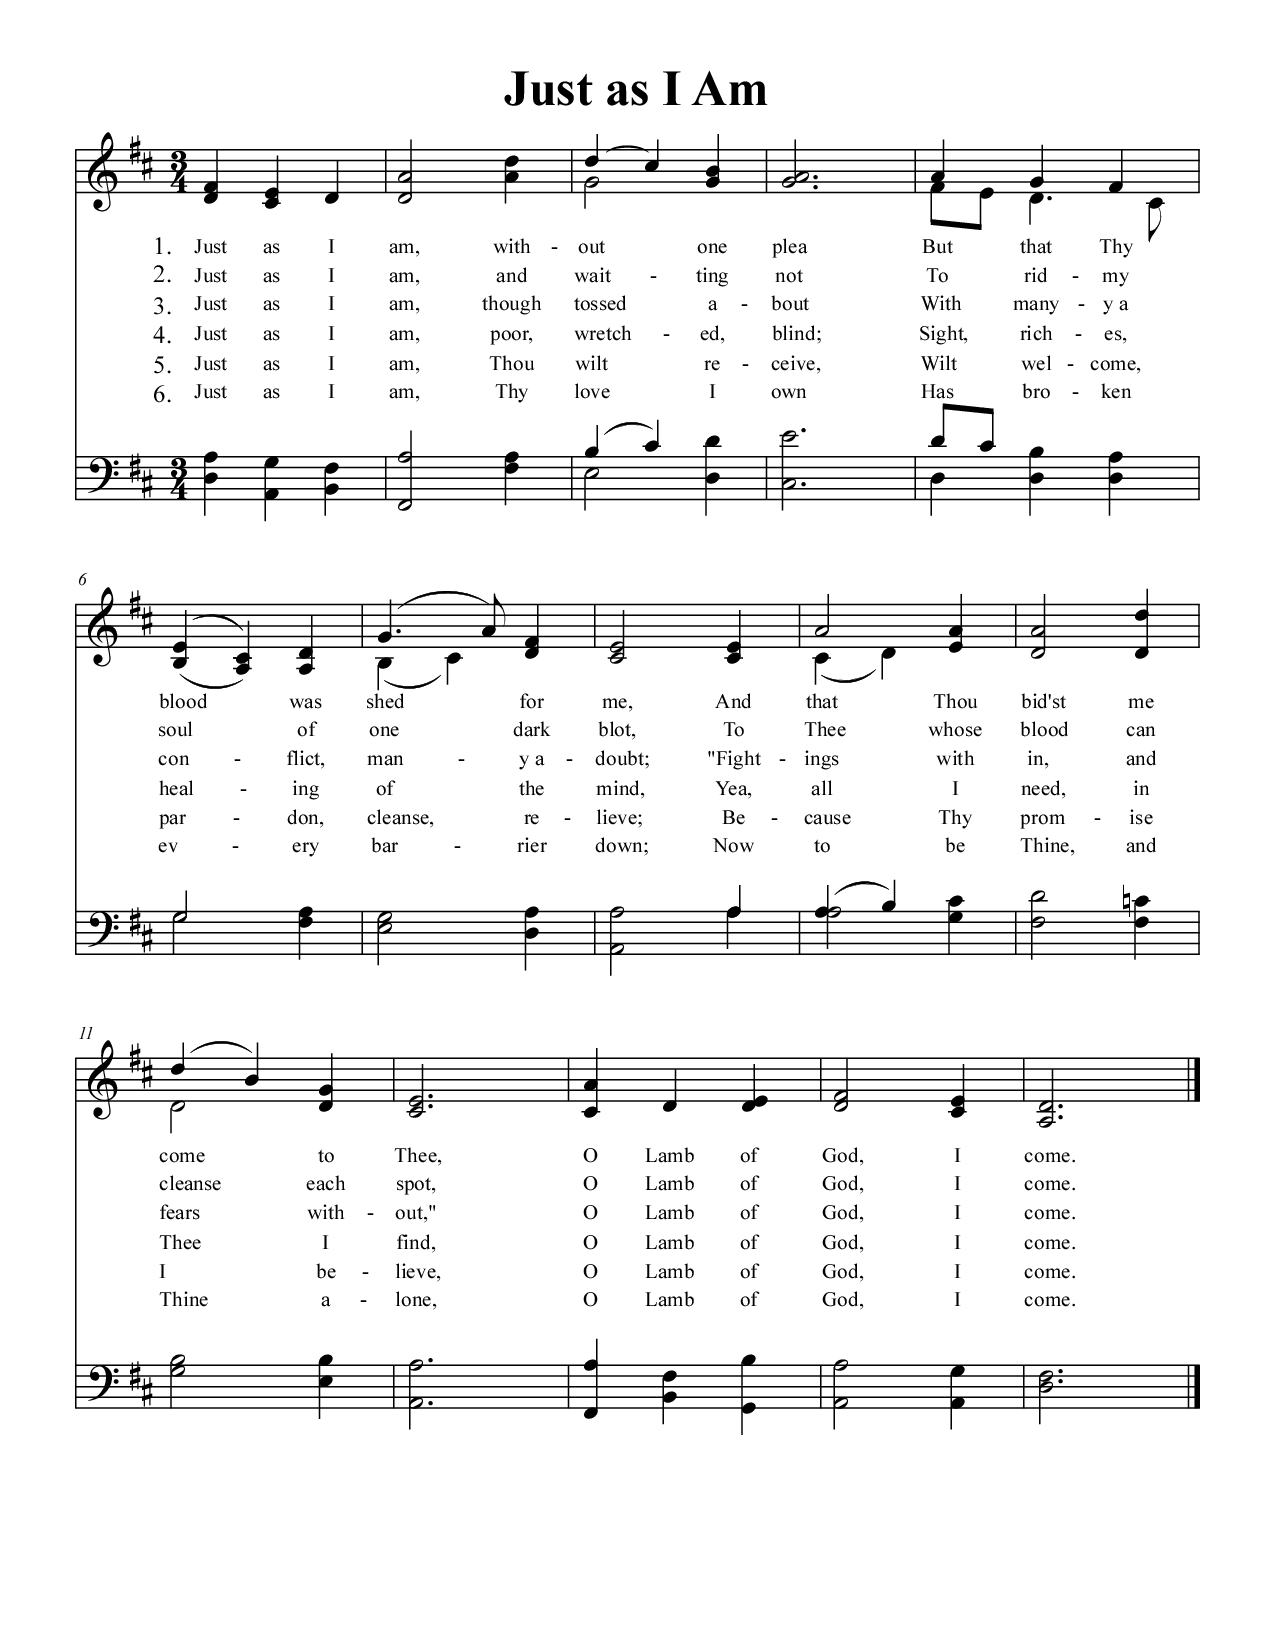 Just as I Am
3
4
1. Just as I am, with - out one plea But that Thy
2. Just as I am, and wait - ting not To rid - my
3. Just as I am, though tossed a - bout With many - y a
4. Just as I am, poor, wretch - ed, blind; Sight, rich - es,
5. Just as I am, Thou wilt re - ceive, Wilt wel - come,
6. Just as I am, Thy love I own Has bro - ken
3
4
6
blood was shed for me, And that Thou bid'st me
soul of one dark blot, To Thee whose blood can
con - flict, man - y a - doubt; "Fight - ings with in, and
heal - ing of the mind, Yea, all I need, in
par - don, cleanse, re - lieve; Be - cause Thy prom - ise
ev - ery bar - rier down; Now to be Thine, and
11
come to Thee, O Lamb of God, I come.
cleanse each spot, O Lamb of God, I come.
fears with - out," O Lamb of God, I come.
Thee I find, O Lamb of God, I come.
I be - lieve, O Lamb of God, I come.
Thine a - lone, O Lamb of God, I come.